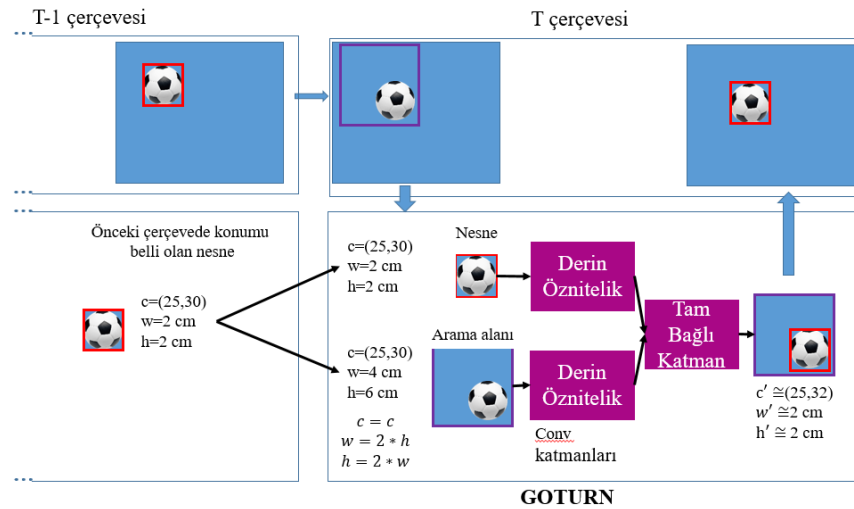 T-1 çerçevesi
T çerçevesi
Önceki çerçevede konumu
belli olan nesne
c=(25,30)
w=2 cm
h=2 cm
c=(25,30)
w=2 cm
h=2 cm
c=(25,30)
w=4 cm
h=6 cm
c = c
w = 2 * h
h = 2 * w
Nesne
Derin
Öznitelik
Arama alanı
Derin
Öznitelik
Conv
katmanları
Tam
Bağlı
Katman
c′ ≅(25,32)
w′ ≅2 cm
h′ ≅ 2 cm
GOTURN